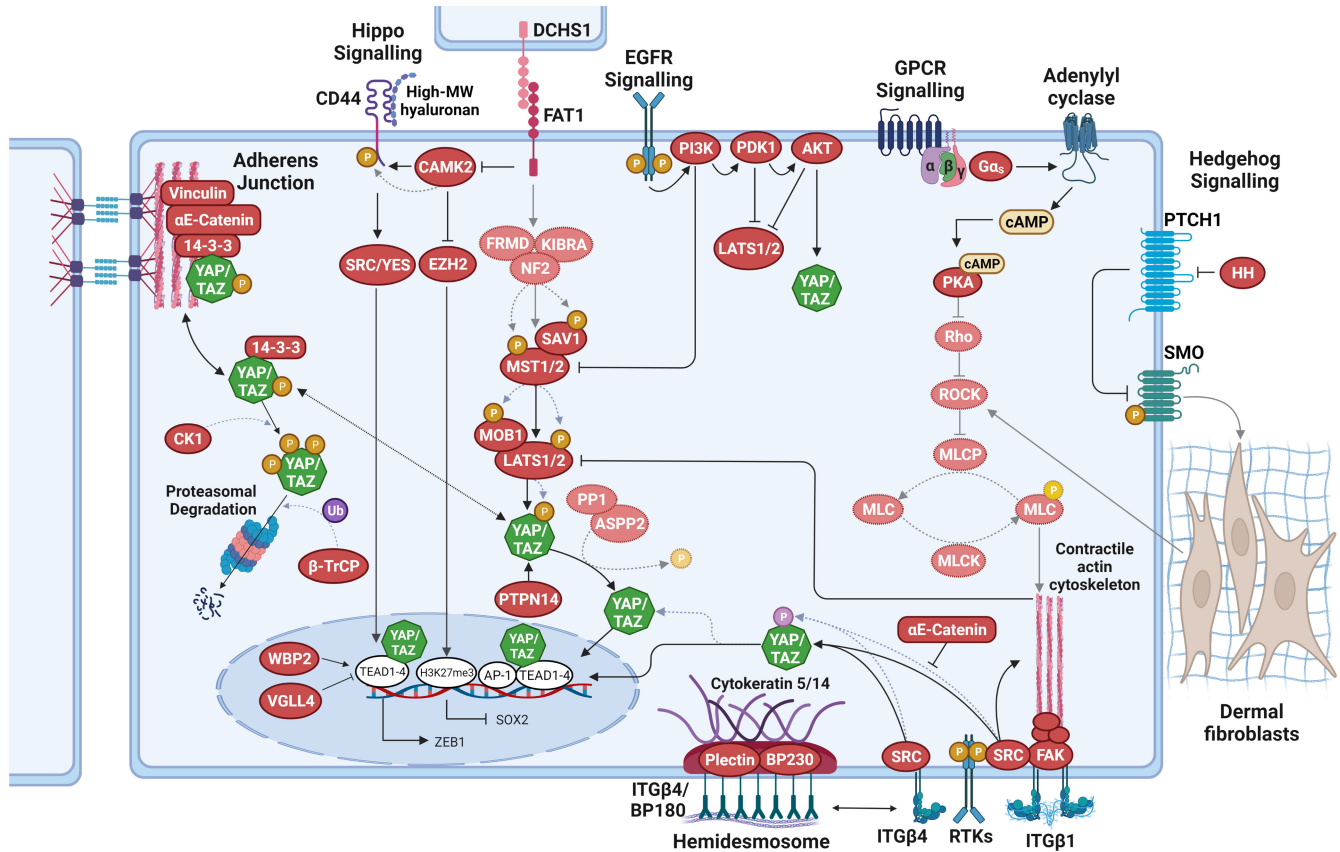 Hippo
Signalling
CD44
High-MW
hyaluronan
DCHS1
FAT1
EGFR
Signalling
GPCR
Signalling
Adenylyl
cyclase
Hedgehog
Signalling
PTCH1
HH
SMO
P
Adherens
Junction
Vinculin
αE-Catenin
14-3-3
YAP/
TAZ
P
P
CAMK2
SRC/YES
EZH2
FRMD
KIBRA
NF2
P
P
PI3K
PDK1
AKT
LATS1/2
YAP/
TAZ
α
β
γ
Gαs
cAMP
cAMP
PKA
Rho
ROCK
MLCP
MLC
P
MLC
MLCK
P
SAV1
P
MST1/2
P
MOB1
P
LATS1/2
14-3-3
YAP/
TAZ
P
CK1
P
P
P
YAP/
TAZ
Proteasomal
Degradation
Ub
β-TrCP
P
YAP/
TAZ
PP1
ASPP2
P
PTPN14
YAP/
TAZ
Contractile
actin
cytoskeleton
P
YAP/
TAZ
αE-Catenin
WBP2
VGLL4
YAP/
TAZ
TEAD1-4
H3K27me3
YAP/
TAZ
AP-1
TEAD1-4
SOX2
ZEB1
Cytokeratin 5/14
Plectin
BP230
ITGβ4/
BP180
Hemidesmosome
SRC
ITGβ4
P
P
RTKs
SRC
FAK
ITGβ1
Dermal
fibroblasts